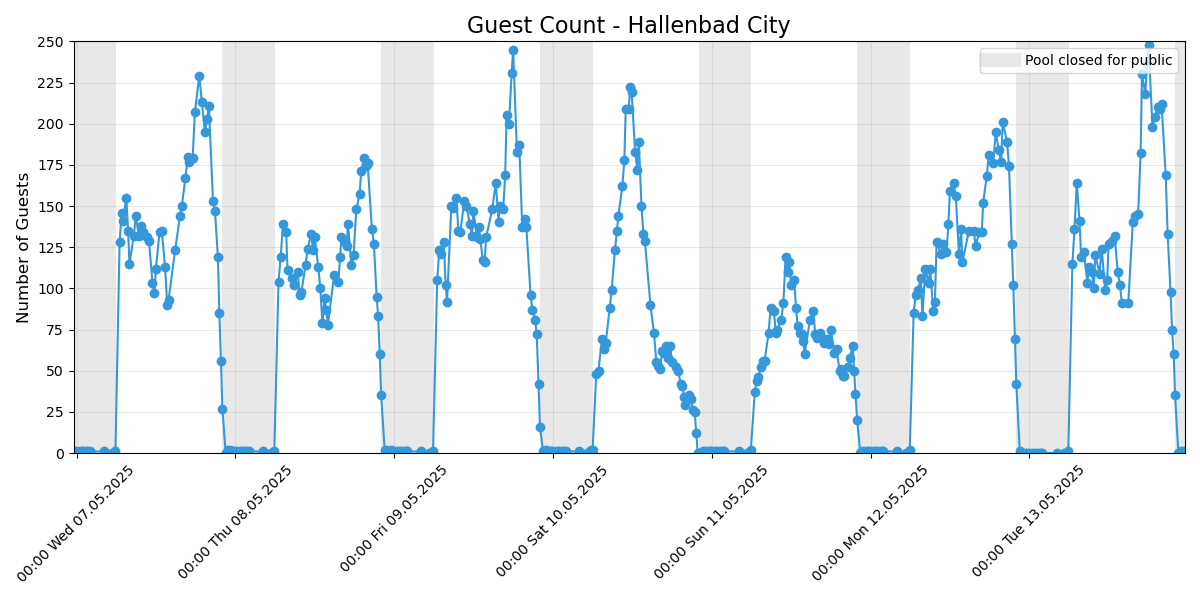 Guest Count - Hallenbad City
Number of Guests
250
225
200
175
150
125
100
75
50
25
0
Pool closed for public
00:00 Wed 07.05.2025
00:00 Thu 08.05.2025
00:00 Fri 09.05.2025
00:00 Sat 10.05.2025
00:00 Sun 11.05.2025
00:00 Mon 12.05.2025
00:00 Tue 13.05.2025